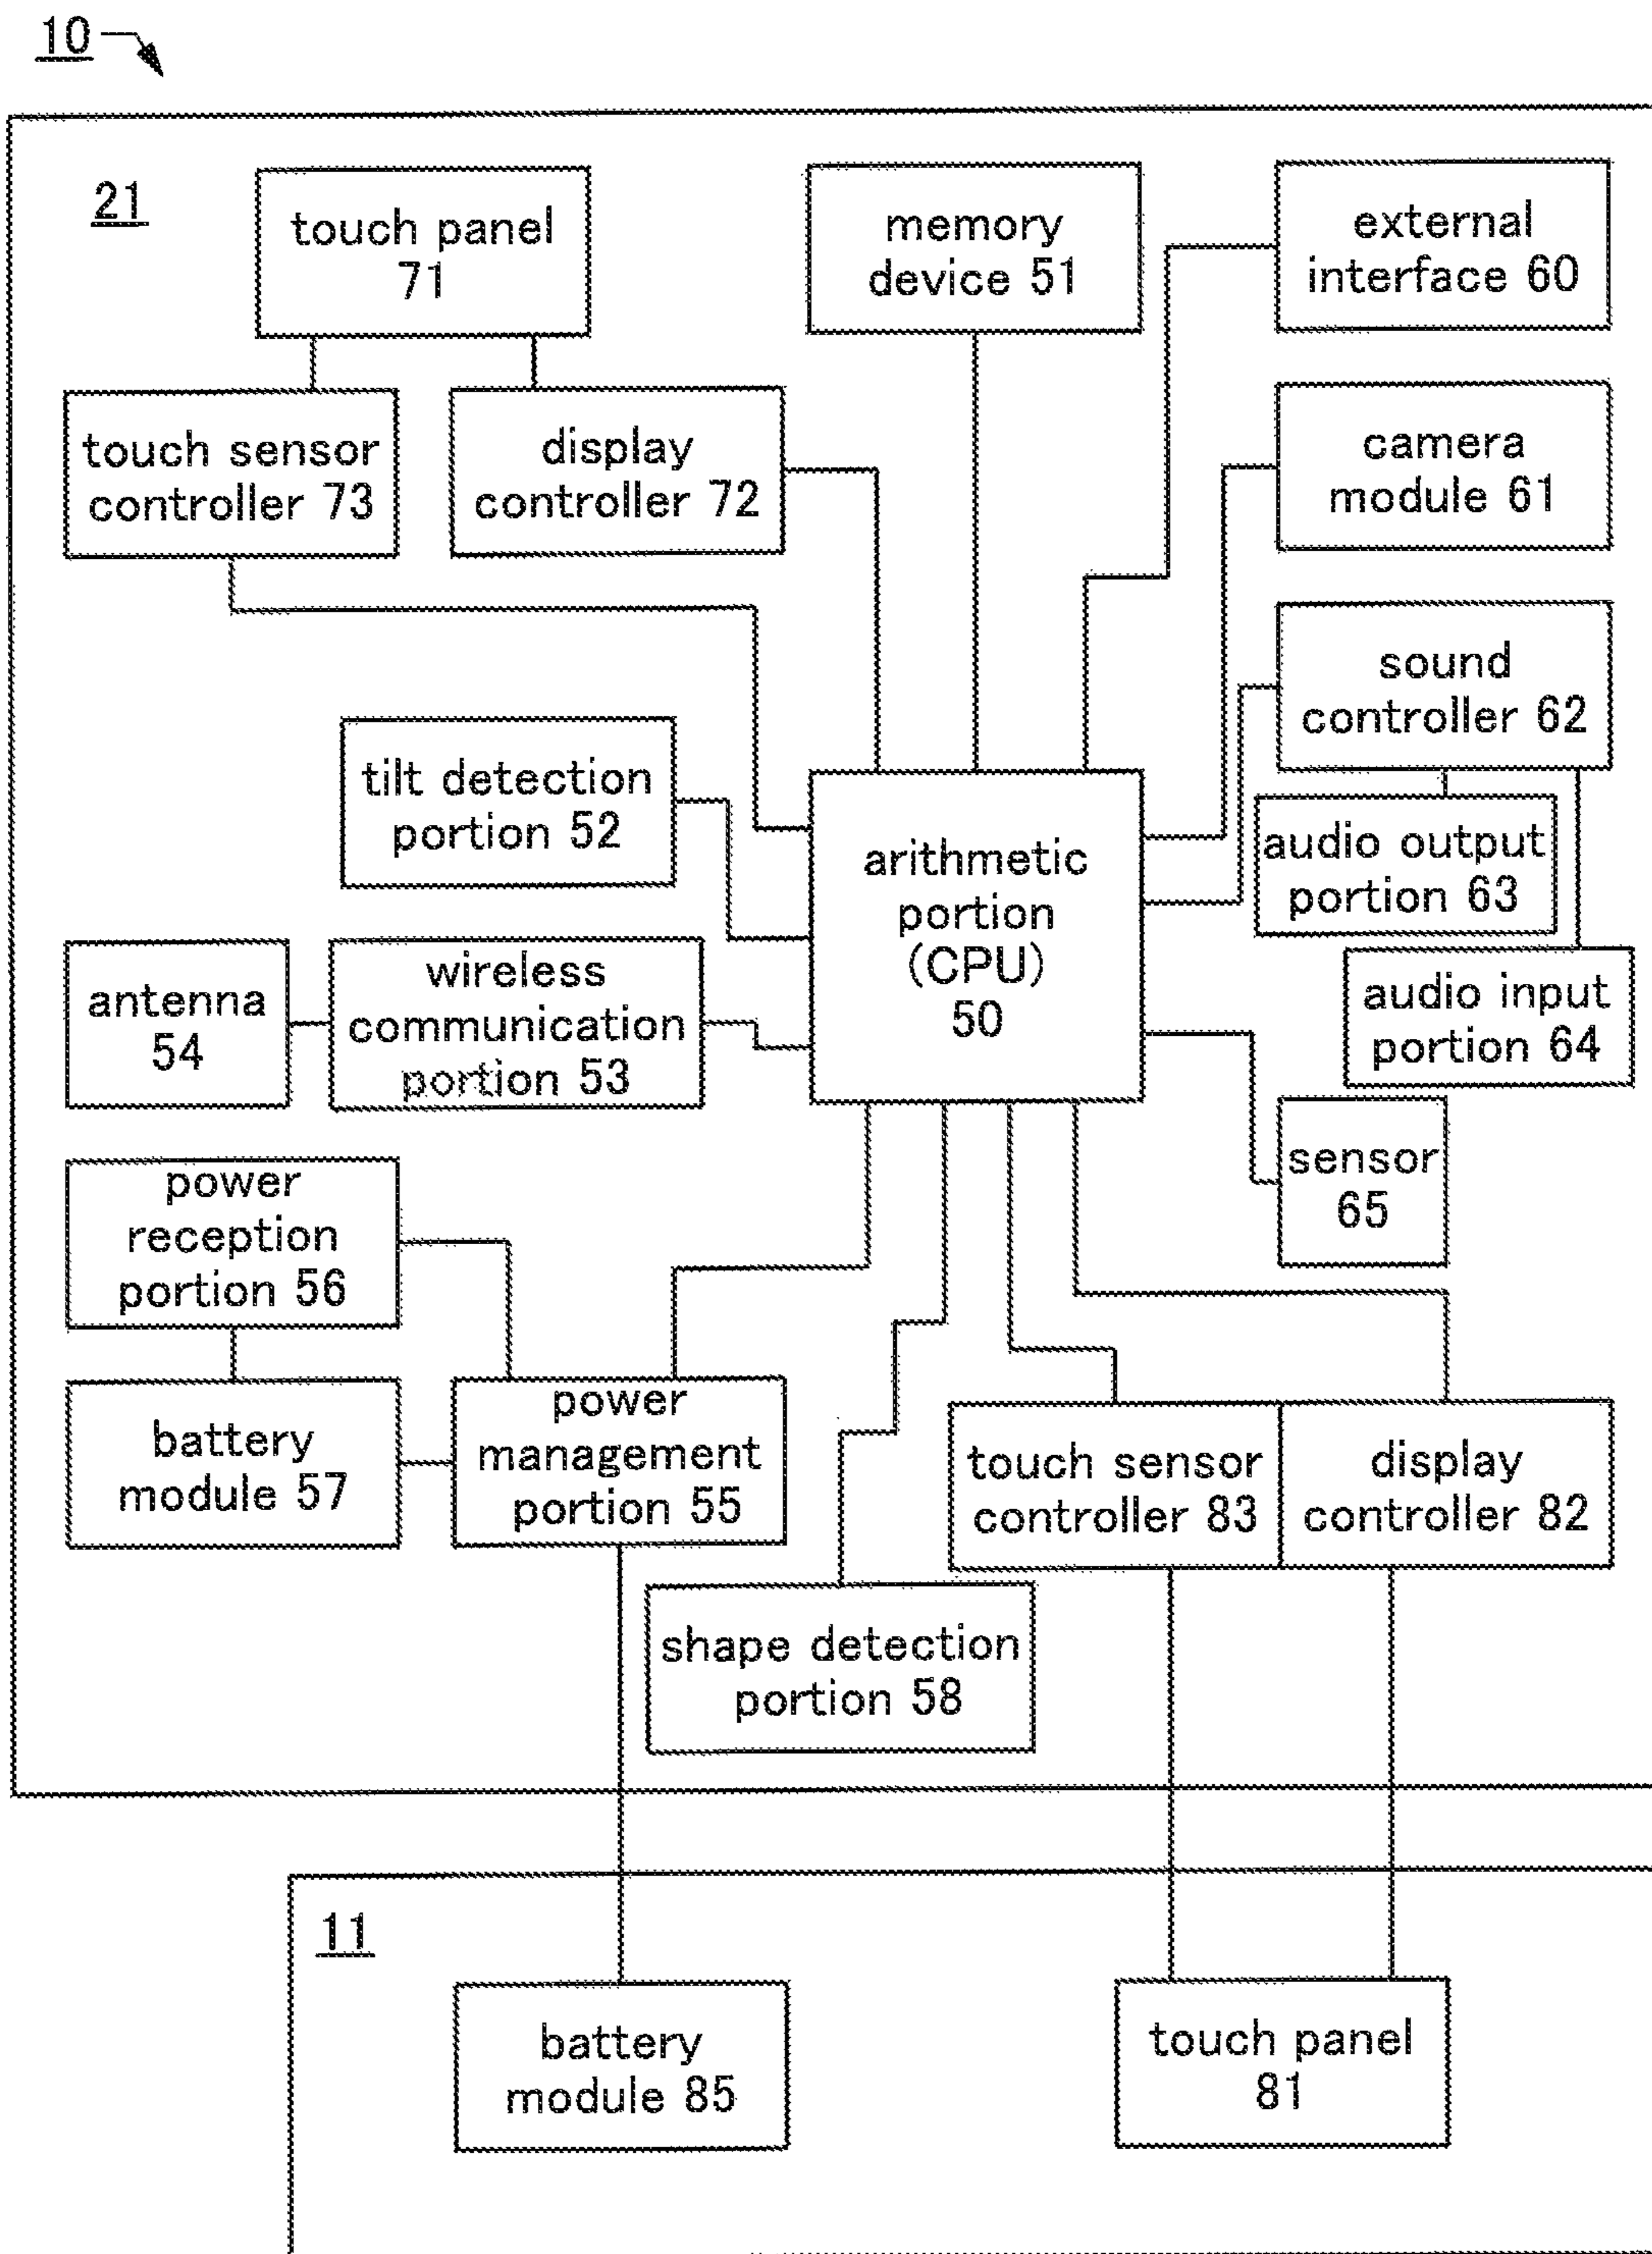 10
21
touch panel
71
memory
device 51
external
interface 60
touch sensor
controller 73
display
controller 72
camera
module 61
sound
controller 62
tilt detection
portion 52
arithmetic
portion
(CPU)
50
audio output
portion 63
antenna
54
wireless
communication
portion 53
audio input
portion 64
sensor
65
power
reception
portion 56
battery
module 57
power
management
portion 55
touch sensor
controller 83
display
controller 82
shape detection
portion 58
11
battery
module 85
touch panel
81